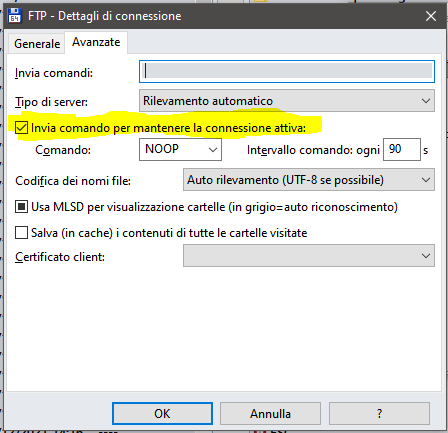 FTP - Dettagli di connessione
Generale Avanzate
Invia comandi:
Tipo di server: Rilevamento automatico
Invia comando per mantenere la connessione attiva:
Comando: NOOP Intervallo comando: ogni 90 s
Codifica dei nomi file: Auto rilevamento (UTF-8 se possibile)
Usa MLSD per visualizzazione cartelle (in grigio=auto riconoscimento)
Salva (in cache) i contenuti di tutte le cartelle visitate
Certificato client:
OK Annulla ?